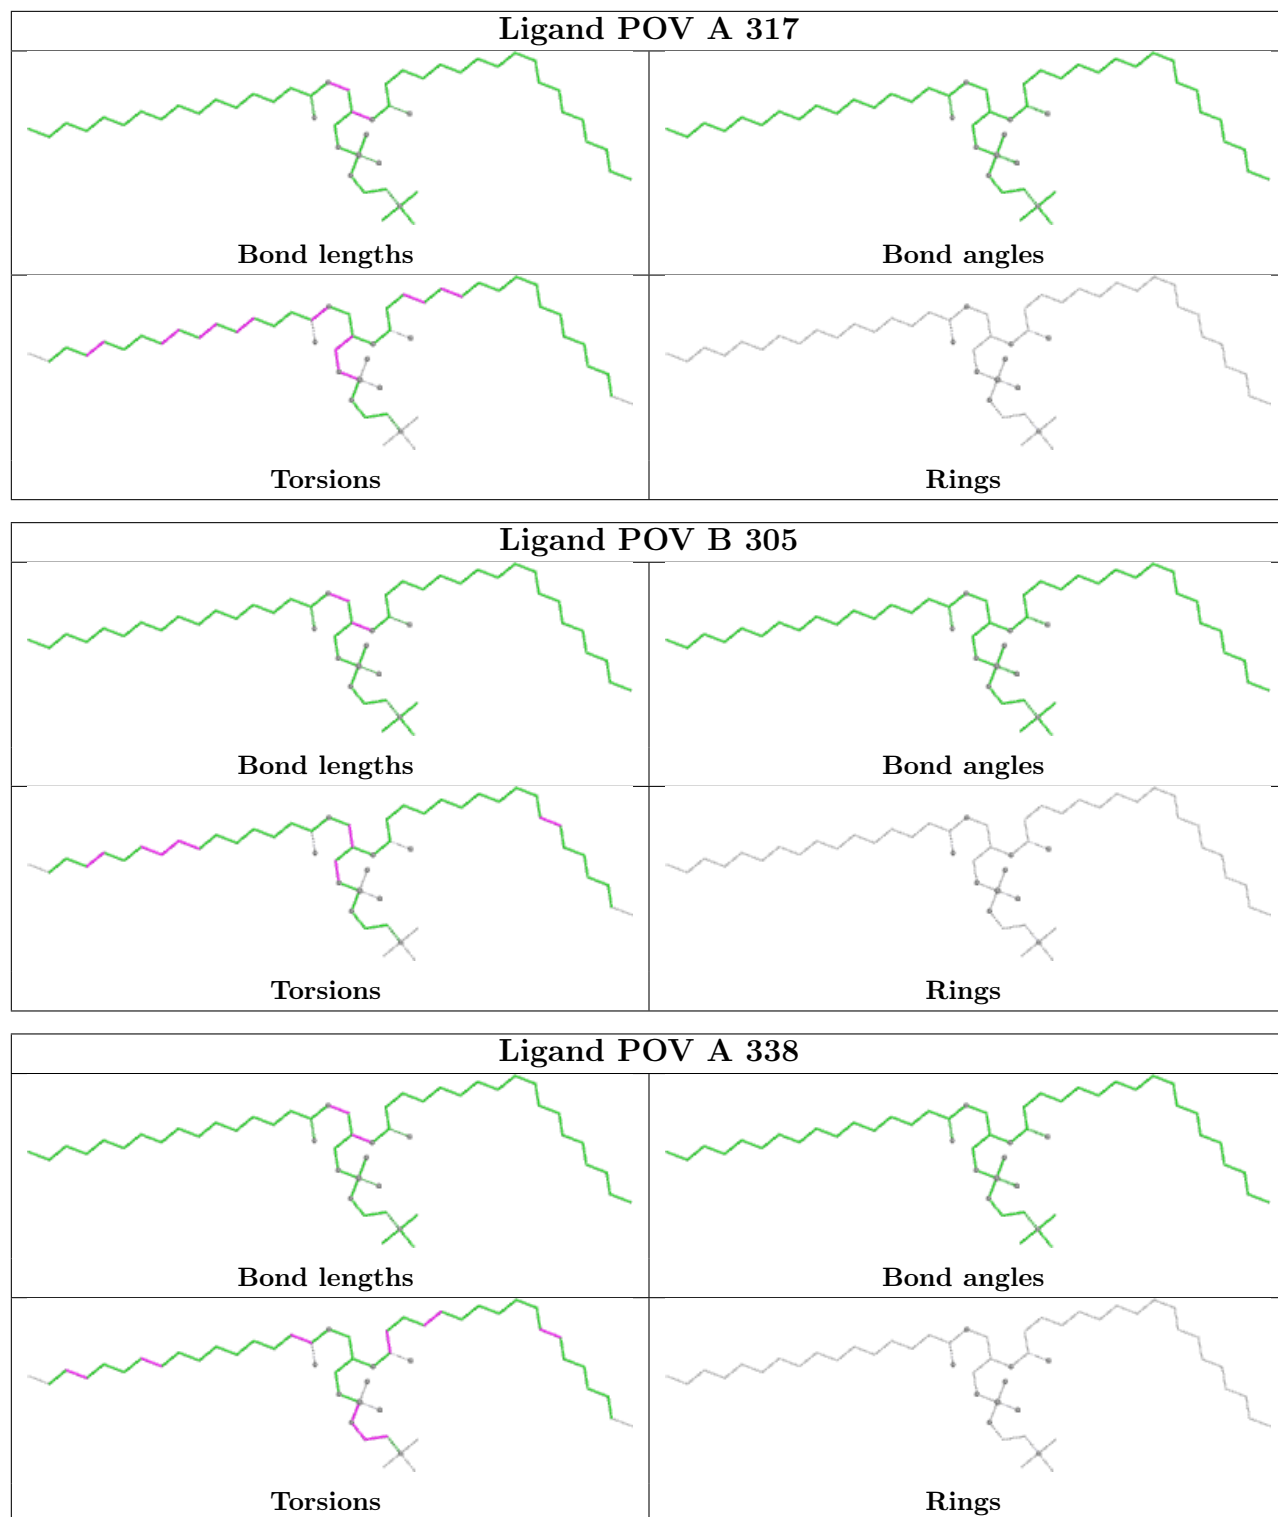 Ligand POV A 317
Bond lengths
Bond angles
Torsions
Rings
Ligand POV B 305
Bond lengths
Bond angles
Torsions
Rings
Ligand POV A 338
Bond lengths
Bond angles
Torsions
Rings